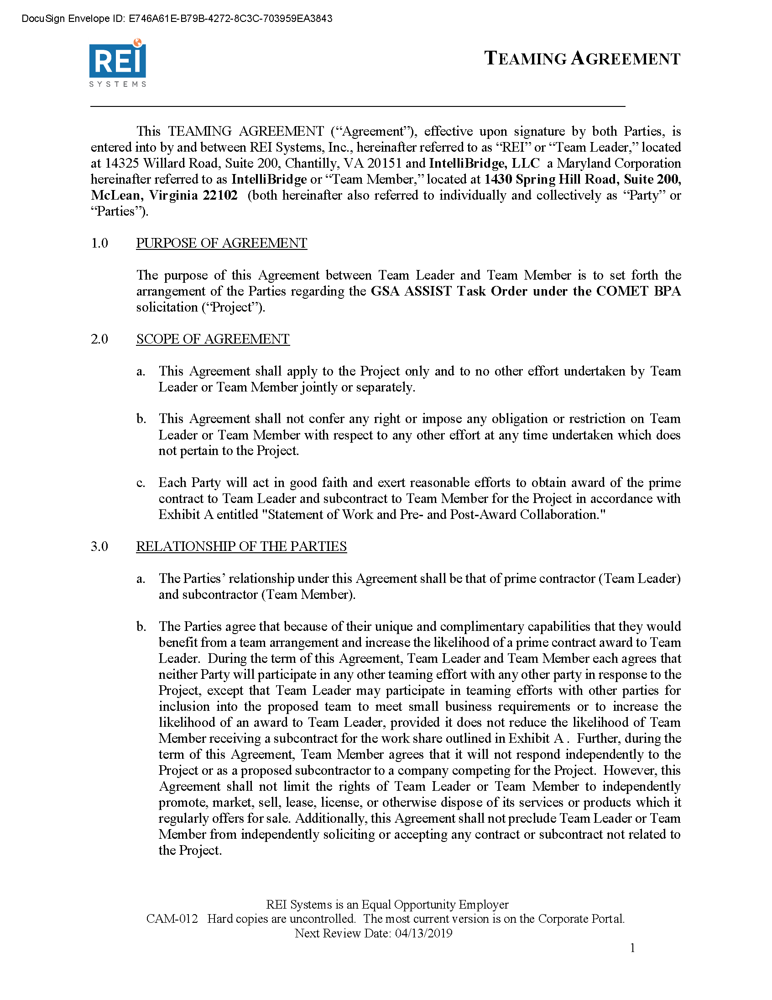 DocuSign Envelope ID: E746A61E-B79B-4272-8C3C-703959EA3843
REI
SYSTEMS
TEAMING AGREEMENT
This TEAMING AGREEMENT (“Agreement”), effective upon signature by both Parties, is
entered into by and between REI Systems, Inc., hereinafter referred to as “REI” or “Team Leader,” located
at 14325 Willard Road, Suite 200, Chantilly, VA 20151 and IntelliBridge, LLC a Maryland Corporation
hereinafter referred to as IntelliBridge or “Team Member,” located at 1430 Spring Hill Road, Suite 200,
McLean, Virginia 22102 (both hereinafter also referred to individually and collectively as “Party” or
“Parties”).
1.0 PURPOSE OF AGREEMENT
The purpose of this Agreement between Team Leader and Team Member is to set forth the
arrangement of the Parties regarding the GSA ASSIST Task Order under the COMET BPA
solicitation (“Project”).
2.0 SCOPE OF AGREEMENT
a. This Agreement shall apply to the Project only and to no other effort undertaken by Team
Leader or Team Member jointly or separately.
b. This Agreement shall not confer any right or impose any obligation or restriction on Team
Leader or Team Member with respect to any other effort at any time undertaken which does
not pertain to the Project.
c. Each Party will act in good faith and exert reasonable efforts to obtain award of the prime
contract to Team Leader and subcontract to Team Member for the Project in accordance with
Exhibit A entitled "Statement of Work and Pre- and Post-Award Collaboration."
3.0 RELATIONSHIP OF THE PARTIES
a. The Parties’ relationship under this Agreement shall be that of prime contractor (Team Leader)
and subcontractor (Team Member).
b. The Parties agree that because of their unique and complimentary capabilities that they would
benefit from a team arrangement and increase the likelihood of a prime contract award to Team
Leader. During the term of this Agreement, Team Leader and Team Member each agrees that
neither Party will participate in any other teaming effort with any other party in response to the
Project, except that Team Leader may participate in teaming efforts with other parties for
inclusion into the proposed team to meet small business requirements or to increase the
likelihood of an award to Team Leader, provided it does not reduce the likelihood of Team
Member receiving a subcontract for the work share outlined in Exhibit A . Further, during the
term of this Agreement, Team Member agrees that it will not respond independently to the
Project or as a proposed subcontractor to a company competing for the Project. However, this
Agreement shall not limit the rights of Team Leader or Team Member to independently
promote, market, sell, lease, license, or otherwise dispose of its services or products which it
regularly offers for sale. Additionally, this Agreement shall not preclude Team Leader or Team
Member from independently soliciting or accepting any contract or subcontract not related to
the Project.
REI Systems is an Equal Opportunity Employer
CAM-012 Hard copies are uncontrolled. The most current version is on the Corporate Portal.
Next Review Date: 04/13/2019
1